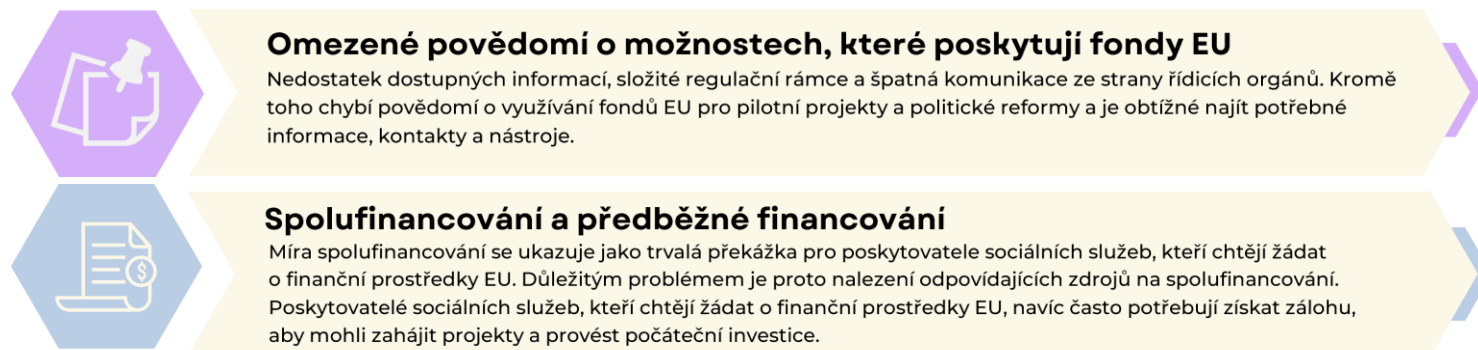 Omezené povědomí o možnostech, které poskytují fondy EU
Nedostatek dostupných informací, složité regulační rámce a špatná komunikace ze strany řídicích orgánů. Kromě
toho chybí povědomí o využívání fondů EU pro pilotní projekty a politické reformy a je obtížné najít potřebné
informace, kontakty a nástroje.
Spolufinancování a předběžné financování
Míra spolufinancování se ukazuje jako trvalá překážka pro poskytovatele sociálních služeb, kteří chtějí žádat
o finanční prostředky EU. Důležitým problémem je proto nalezení odpovídajících zdrojů na spolufinancování.
Poskytovatelé sociálních služeb, kteří chtějí žádat o finanční prostředky EU, navíc často potřebují získat zálohu,
aby mohli zahájit projekty a provést počáteční investice.
$